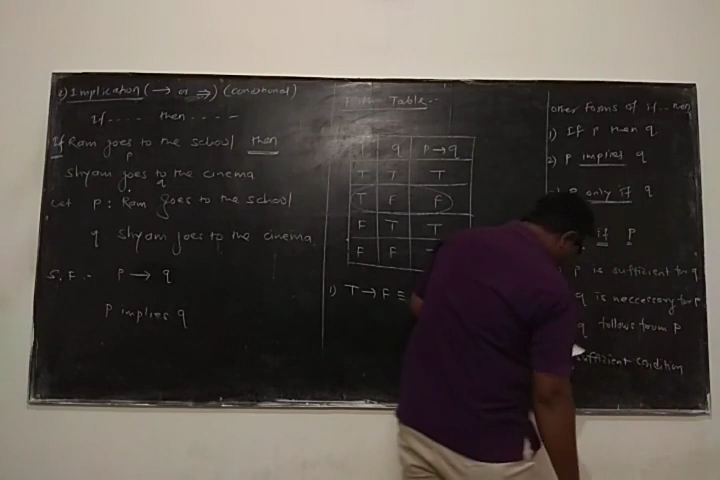 2) Implication (→ or ⇒) (conditional)
If ---- then -----
If Ram goes to the school then
p
Shyam goes to the cinema
q
Let p: Ram goes to the school
q Shyam goes to the cinema.
S.F. :- p → q
p implies q
Truth Table:-
q p→q
T T T
T F F
F T T
F F
1) T → F ≡
other forms of if .. then
1) If p then q
2) p implies q
p only if q
if p
p is sufficient for q
q is neccessory for p
q follows from p
sufficient condition